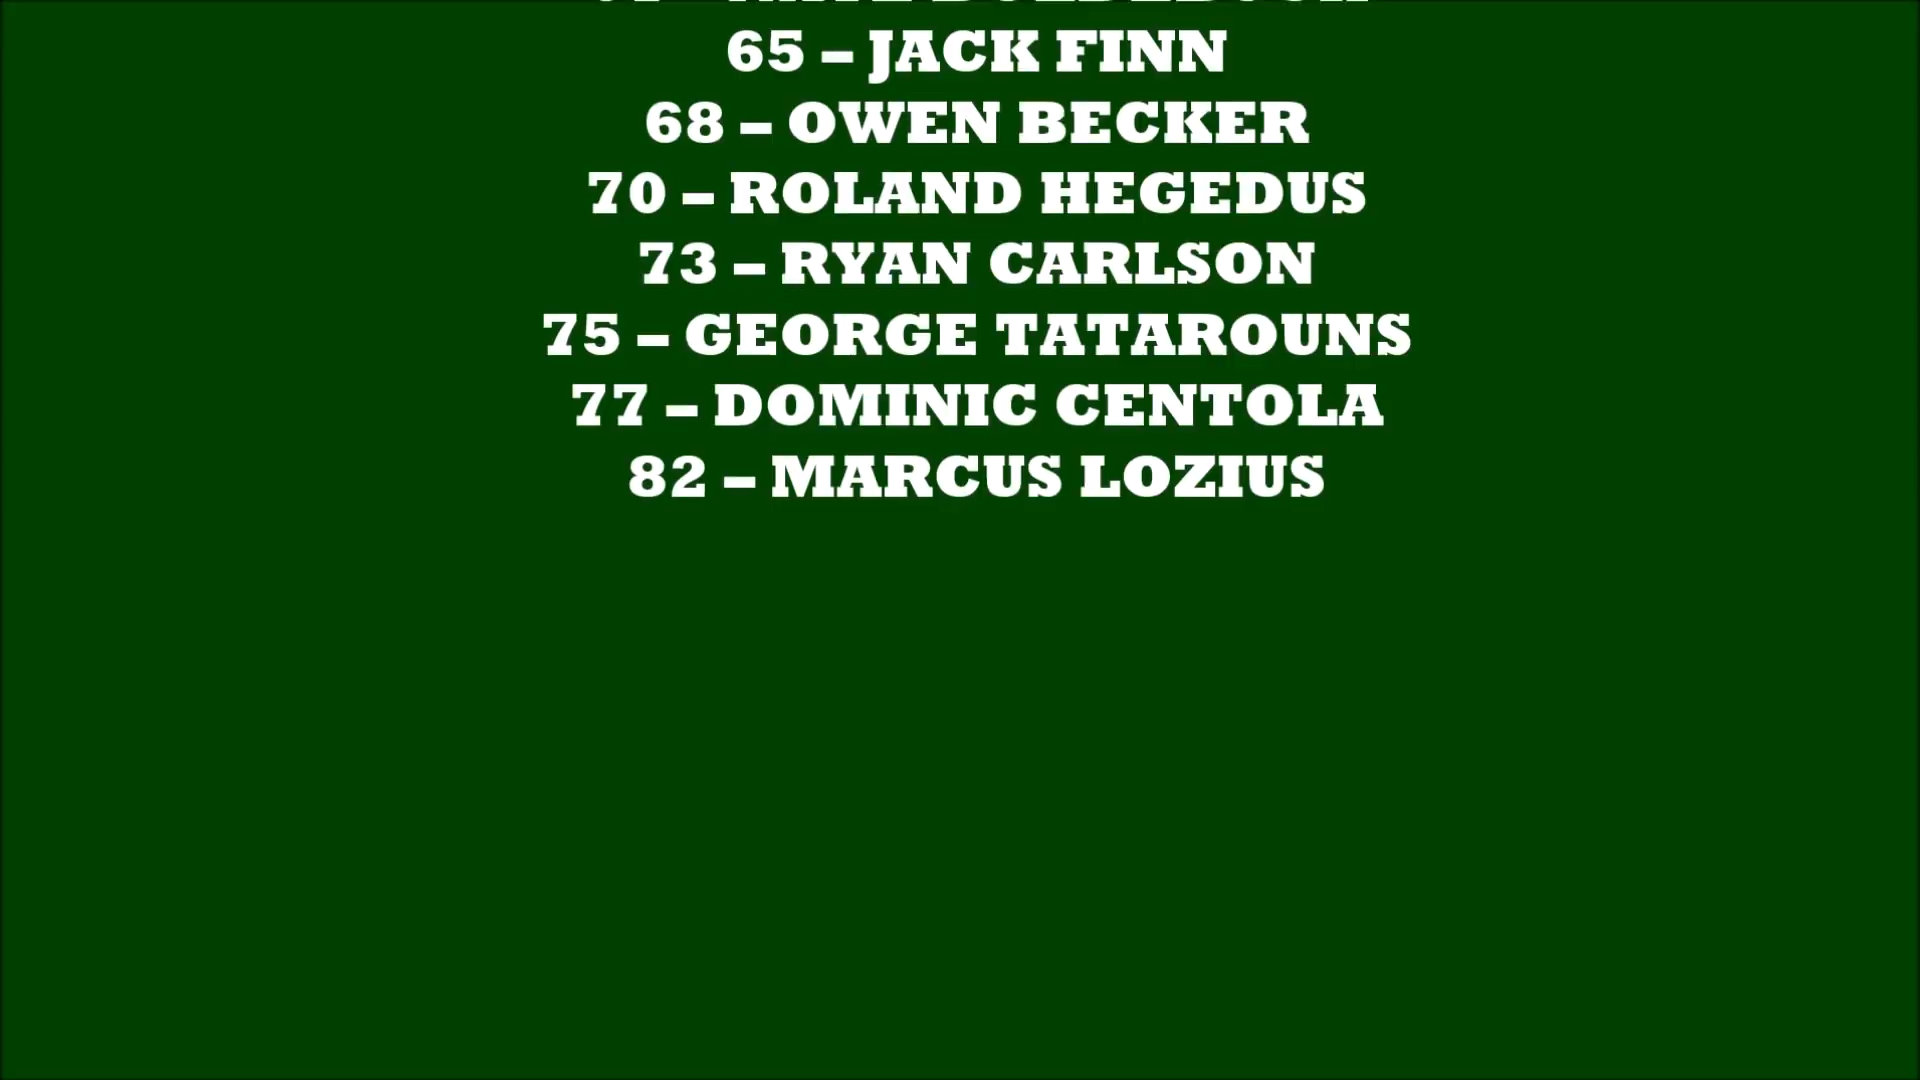 65 – JACK FINN
68 – OWEN BECKER
70 – ROLAND HEGEDUS
73 – RYAN CARLSON
75 – GEORGE TATAROUNS
77 – DOMINIC CENTOLA
82 – MARCUS LOZIUS